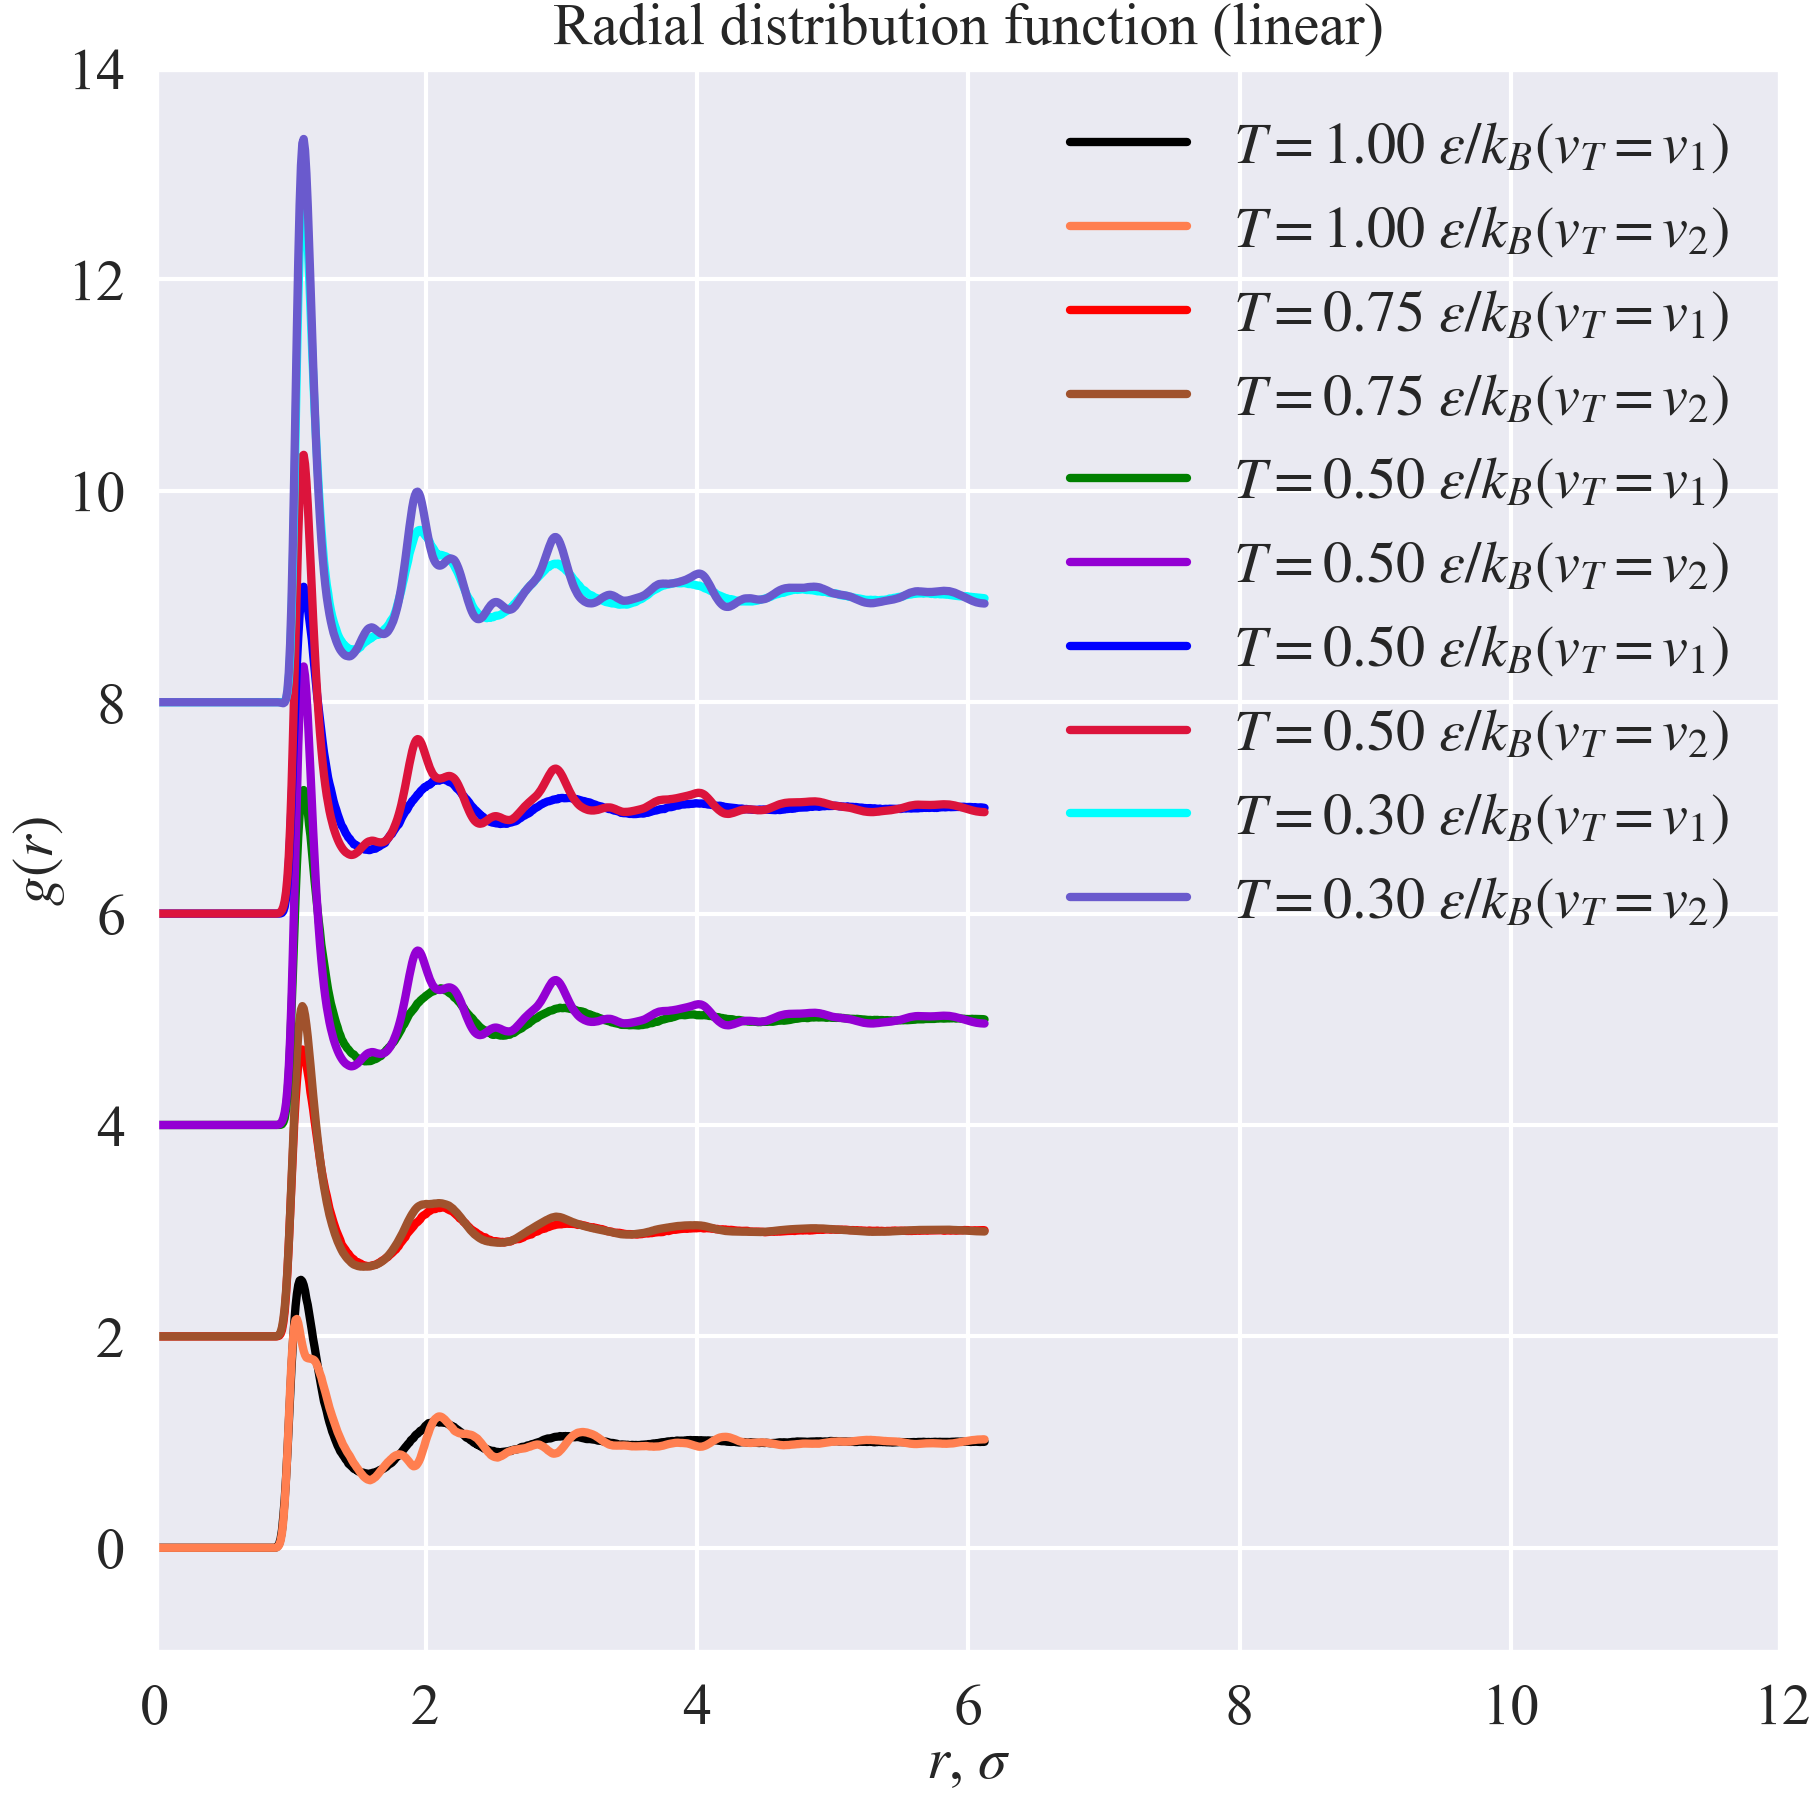 Radial distribution function (linear)
14
12
10
8
6
4
2
0
g(r)
T = 1.00 ε/k_B(v_T = v_1)
T = 1.00 ε/k_B(v_T = v_2)
T = 0.75 ε/k_B(v_T = v_1)
T = 0.75 ε/k_B(v_T = v_2)
T = 0.50 ε/k_B(v_T = v_1)
T = 0.50 ε/k_B(v_T = v_2)
T = 0.50 ε/k_B(v_T = v_1)
T = 0.50 ε/k_B(v_T = v_2)
T = 0.30 ε/k_B(v_T = v_1)
T = 0.30 ε/k_B(v_T = v_2)
0 2 4 6 8 10 12
r, σ